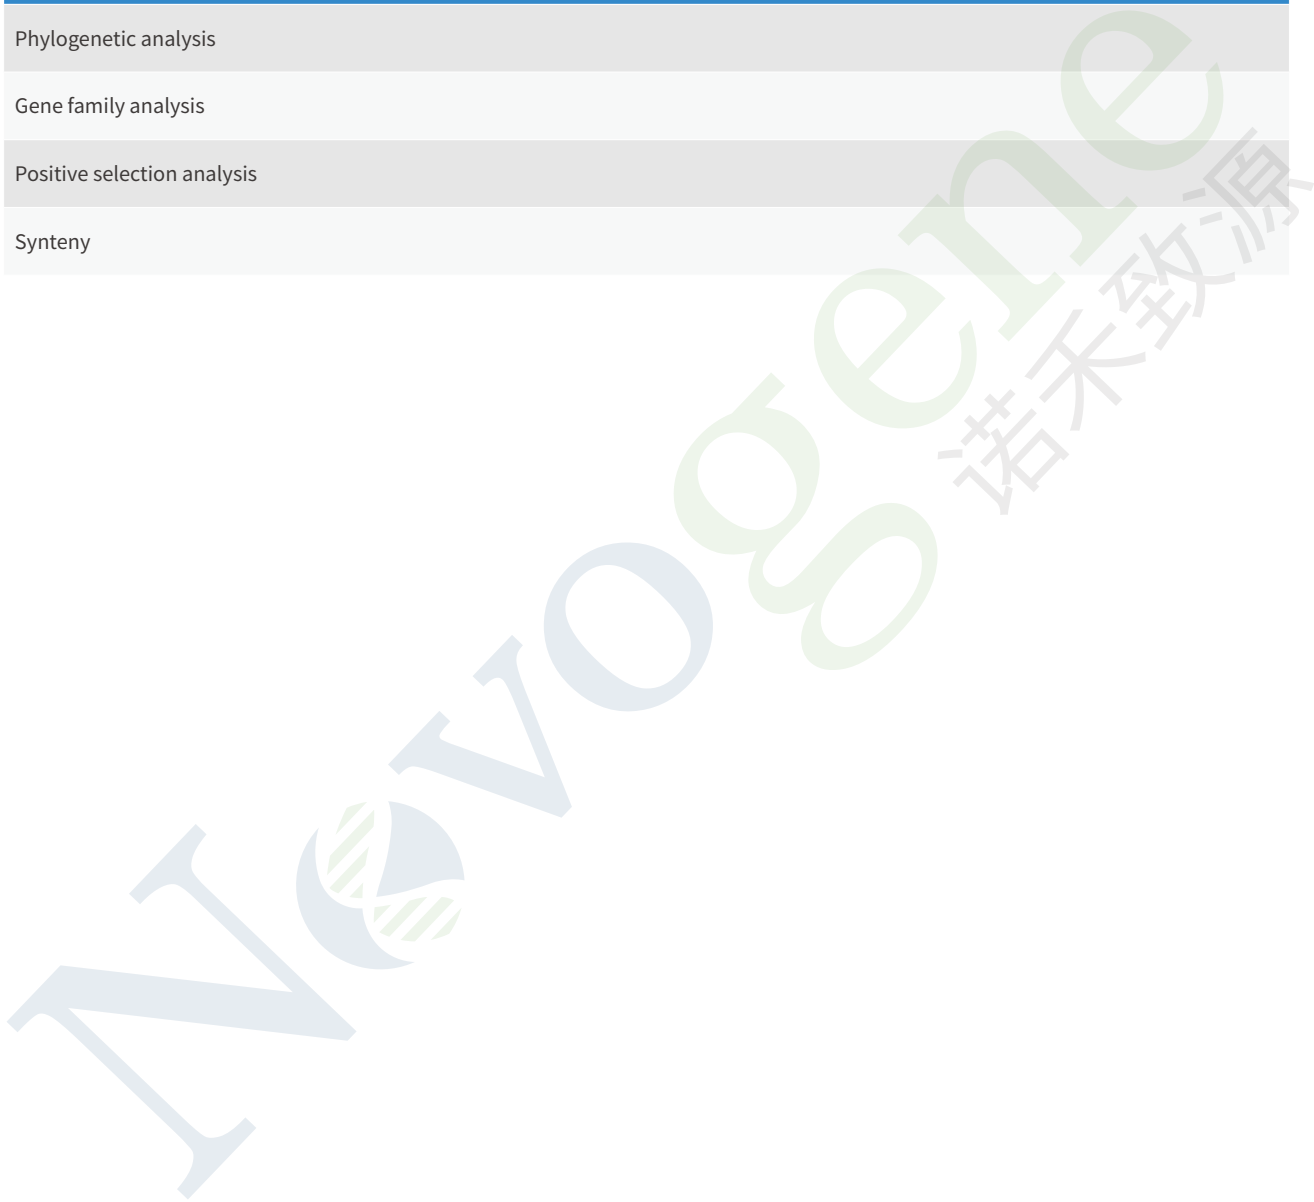 Phylogenetic analysis
Gene family analysis
Positive selection analysis
Synteny
Novogene
诺禾致源